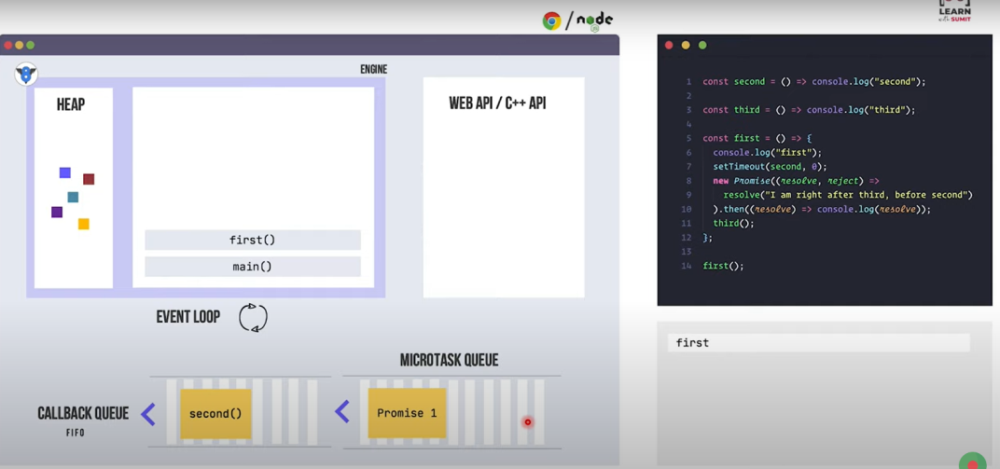 / node
JS
LEARN
with SUMIT
ENGINE
8
HEAP
WEB API / C++ API
first()
main()
EVENT LOOP
MICROTASK QUEUE
CALLBACK QUEUE
FIFO
second()
Promise 1
1 const second = () => console.log("second");
2
3 const third = () => console.log("third");
4
5 const first = () => {
6 console.log("first");
7 setTimeout(second, 0);
8 new Promise((resolve, reject) =>
9 resolve("I am right after third, before second")
10 ).then((resolve) => console.log(resolve));
11 third();
12 };
13
14 first();
first